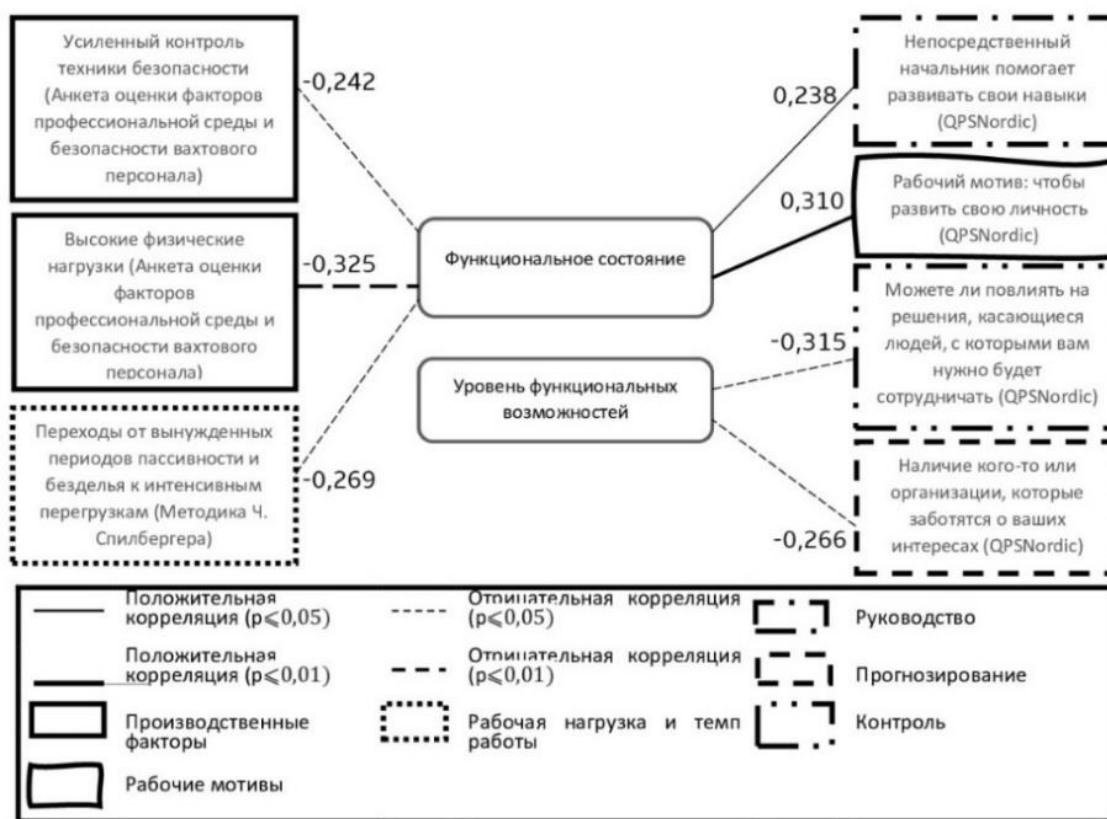 Усиленный контроль
техники безопасности
(Анкета оценки факторов
профессиональной среды и
безопасности вахтового
персонала)
-0,242
Высокие физические
нагрузки (Анкета оценки
факторов
профессиональной среды и
безопасности вахтового
персонала)
-0,325
Переходы от вынужденных
периодов пассивности и
безделья к интенсивным
перегрузкам (Методика Ч.
Спилбергера)
-0,269
Функциональное состояние
Уровень функциональных
возможностей
0,238
Непосредственный
начальник помогает
развивать свои навыки
(QPSNordic)
0,310
Рабочий мотив: чтобы
развить свою личность
(QPSNordic)
-0,315
Можете ли повлиять на
решения, касающиеся
людей, с которыми вам
нужно будет
сотрудничать (QPSNordic)
-0,266
Наличие кого-то или
организации, которые
заботятся о ваших
интересах (QPSNordic)
Положительная
корреляция (p⩽0,05)
Отрицательная корреляция
(p⩽0,05)
Руководство
Положительная
корреляция (p⩽0,01)
Отрицательная корреляция
(p⩽0,01)
Прогнозирование
Производственные
факторы
Рабочая нагрузка и темп
работы
Контроль
Рабочие мотивы